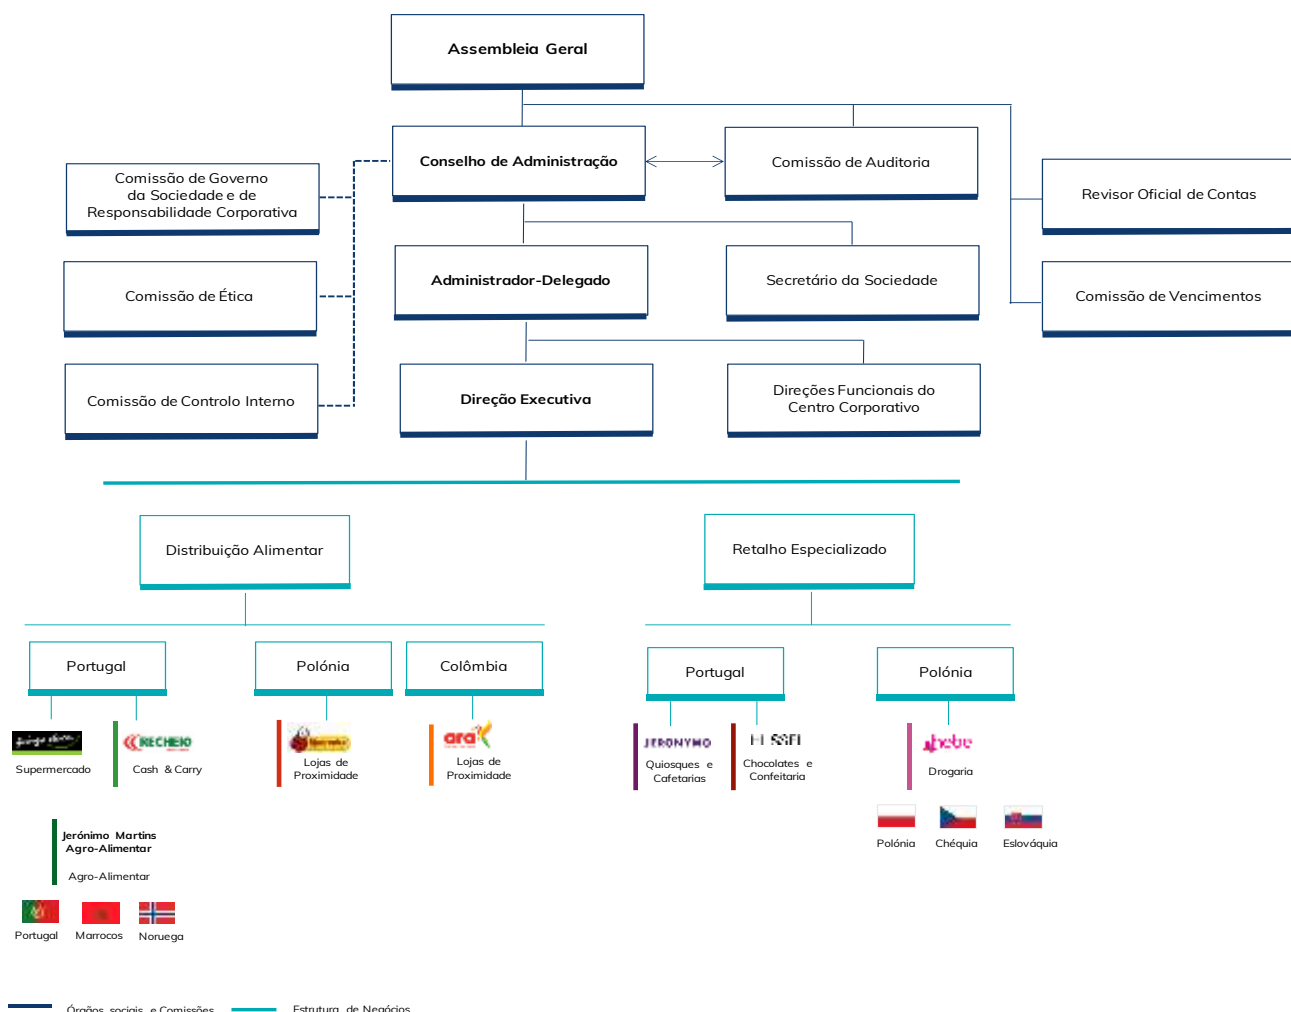 Assembleia Geral
Conselho de Administração
Comissão de Auditoria
Comissão de Governo
da Sociedade e de
Responsabilidade Corporativa
Revisor Oficial de Contas
Administrador-Delegado
Secretário da Sociedade
Comissão de Ética
Comissão de Vencimentos
Direção Executiva
Direções Funcionais do
Centro Corporativo
Comissão de Controlo Interno
Distribuição Alimentar
Retalho Especializado
Portugal
Polónia
Colômbia
Portugal
Polónia
RECHEIO
ara
JERONYMO
hebe
Supermercado
Cash & Carry
Lojas de
Proximidade
Lojas de
Proximidade
Quiosques e
Cafetarias
Chocolates e
Confeitaria
Drogaria
Polónia
Chéquia
Eslováquia
Jerónimo Martins
Agro-Alimentar
Agro-Alimentar
Portugal
Marrocos
Noruega
Órgãos sociais e Comissões
Estrutura de Negócios